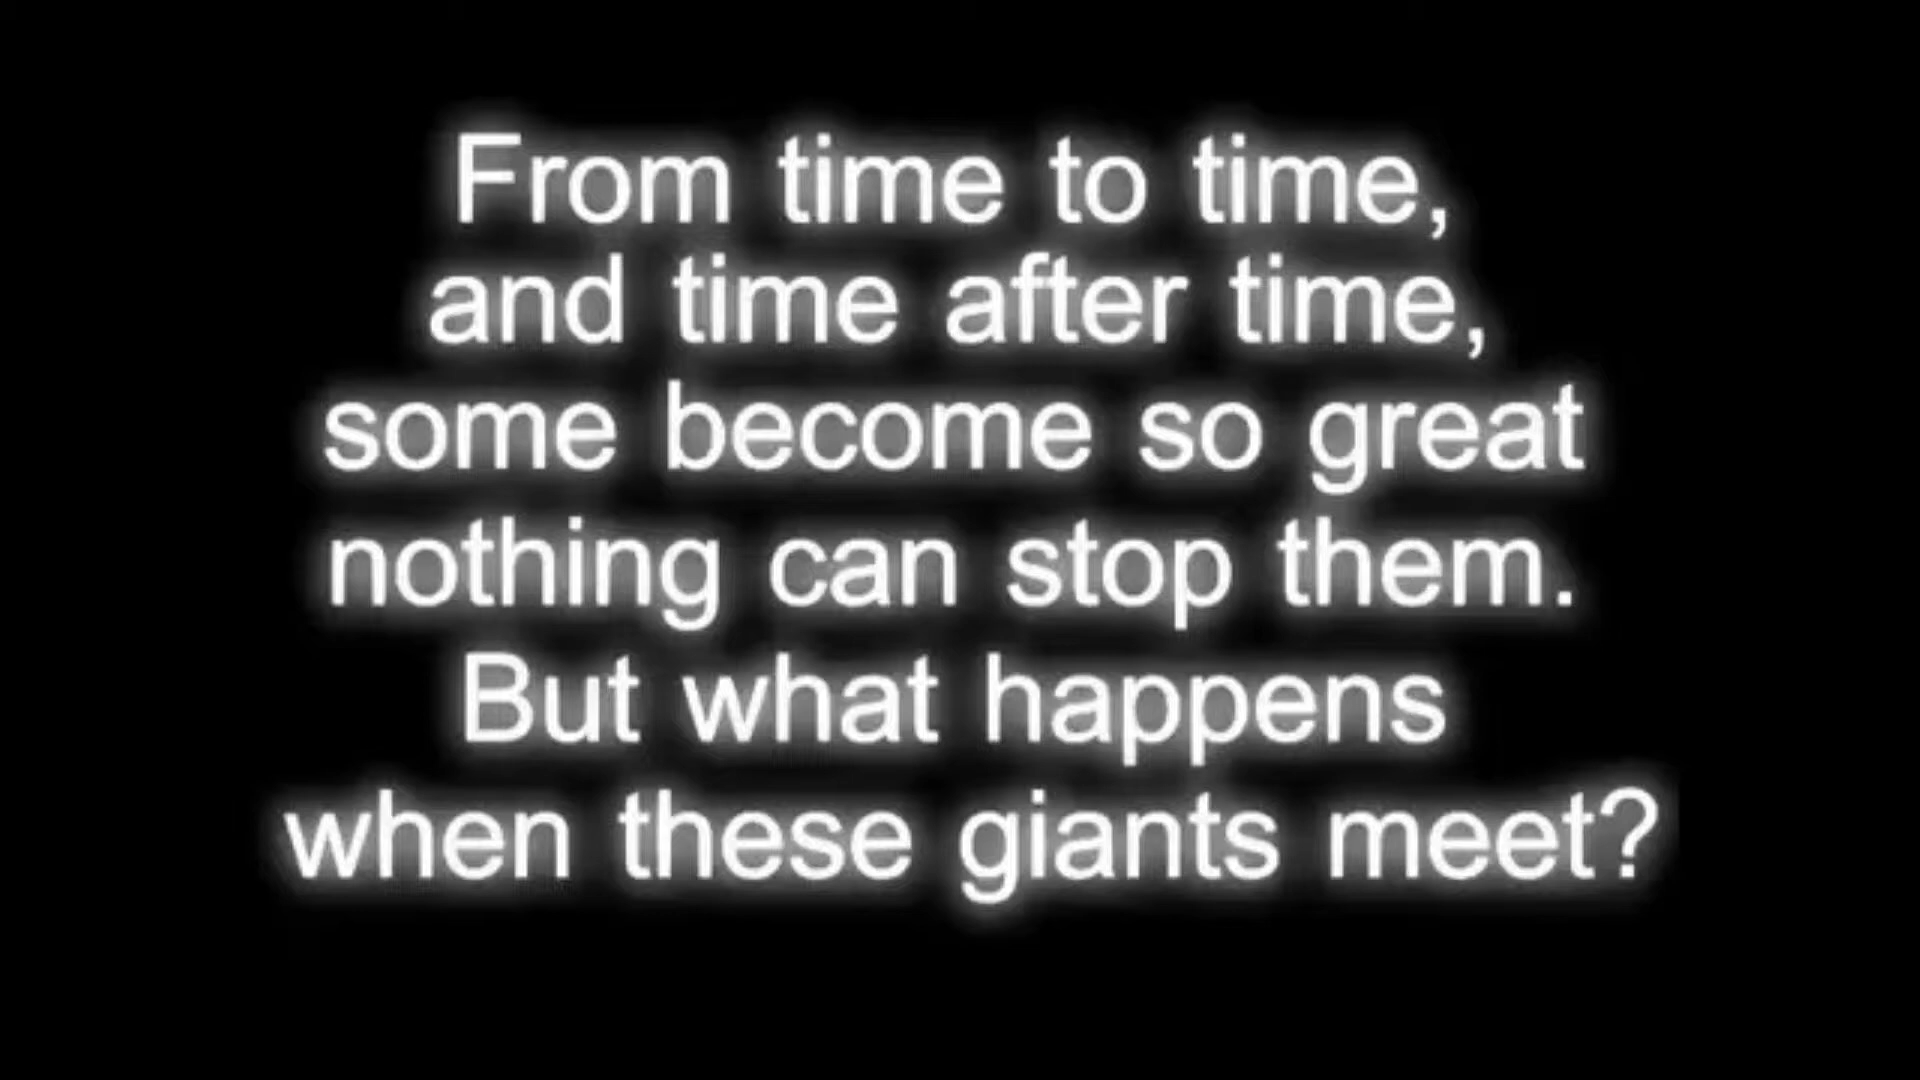 From time to time,
and time after time,
some become so great
nothing can stop them.
But what happens
when these giants meet?